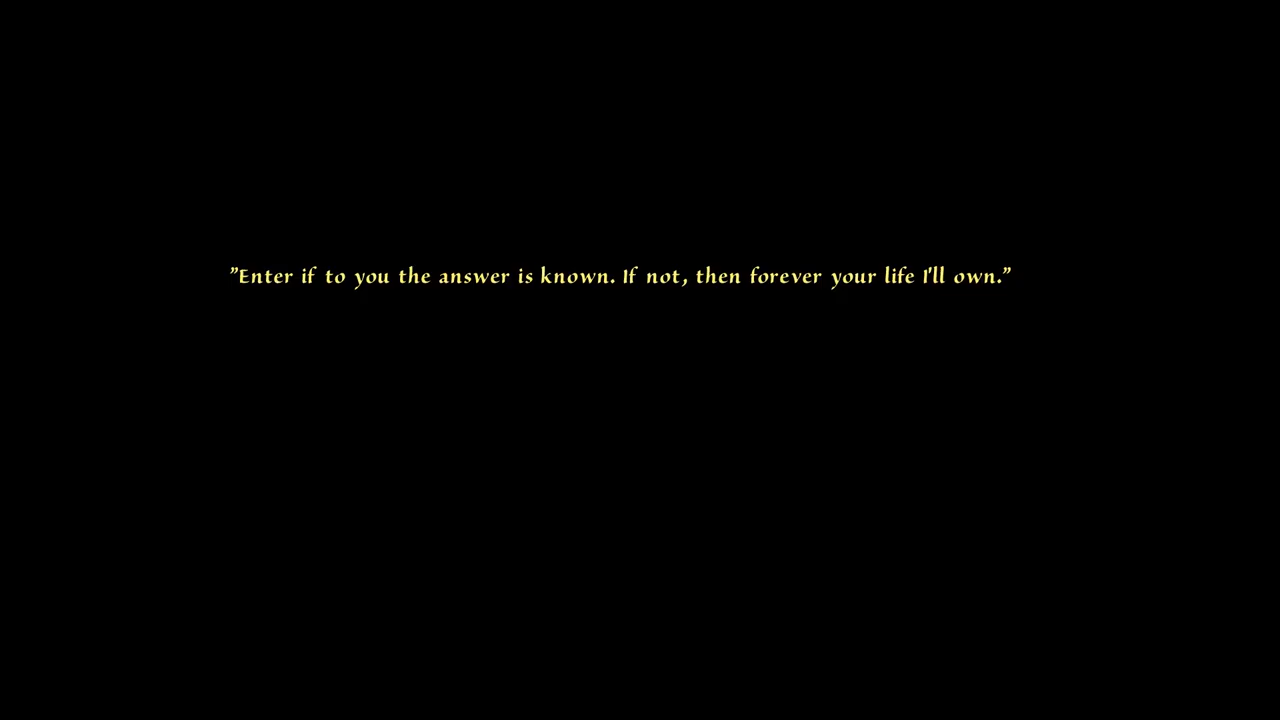 "Enter if to you the answer is known. If not, then forever your life I'll own."